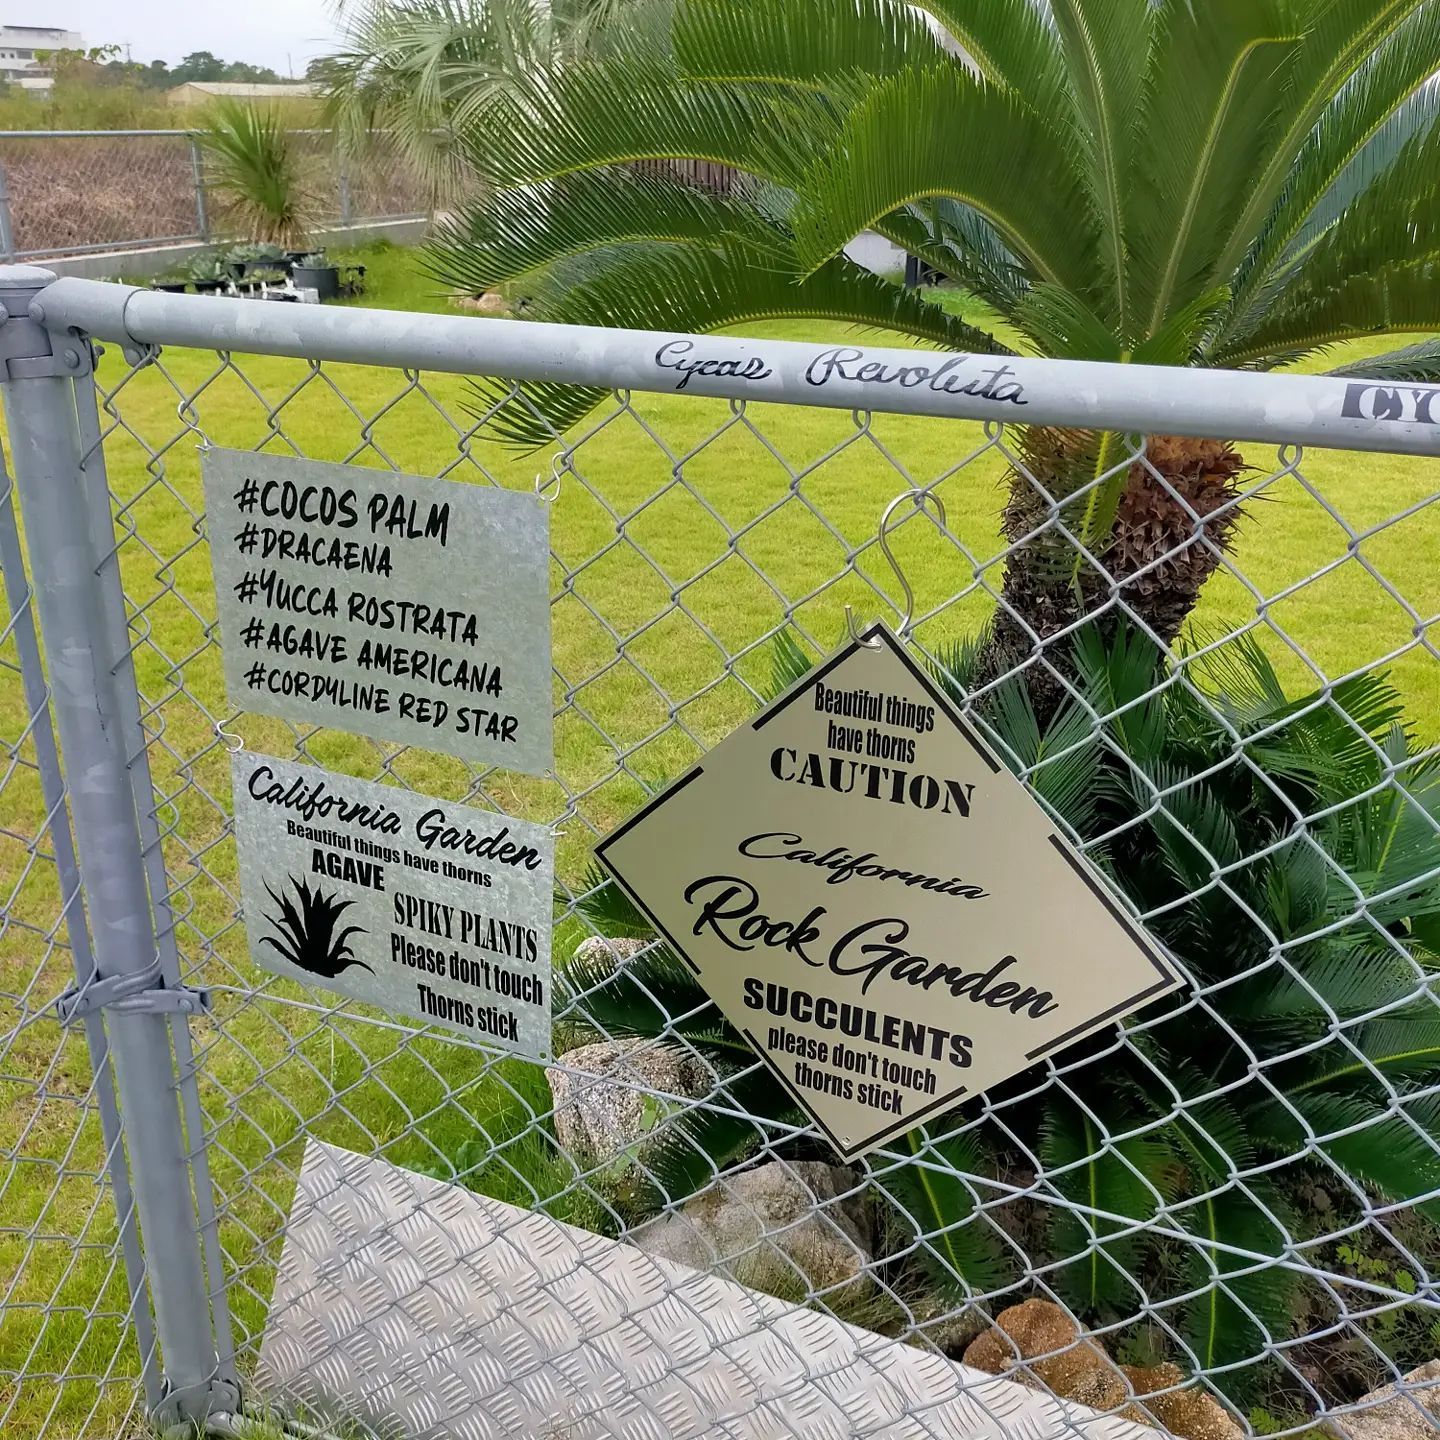 Cycas Revoluta
#COCOS PALM
#DRACAENA
#YUCCA ROSTRATA
#AGAVE AMERICANA
#CORDYLINE RED STAR
California Garden
Beautiful things have thorns
AGAVE
SPIKY PLANTS
Please don't touch
Thorns stick
Beautiful things
have thorns
CAUTION
California
Rock Garden
SUCCULENTS
please don't touch
thorns stick